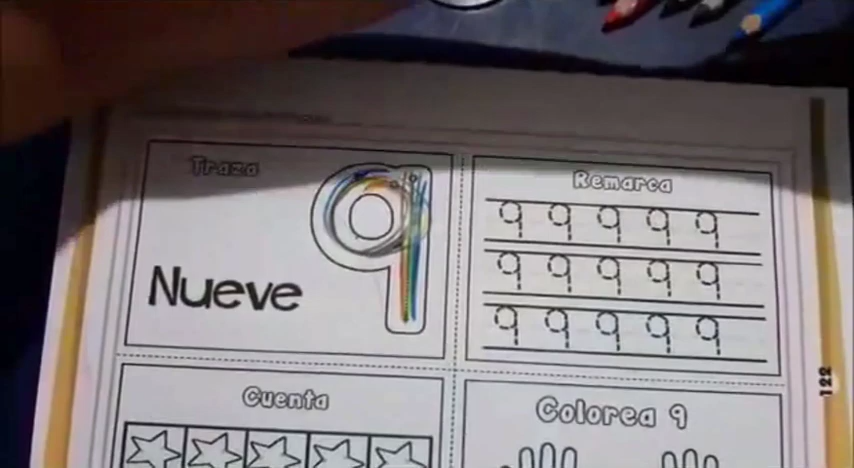 Traza
9
Nueve
Remarca
9 9 9 9 9
9 9 9 9 9
9 9 9 9 9
Cuenta
Colorea 9
122